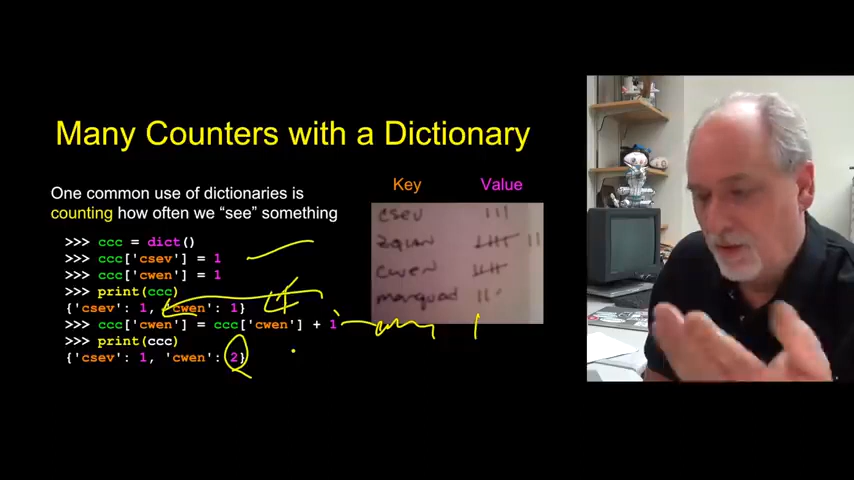 Many Counters with a Dictionary
One common use of dictionaries is
counting how often we “see” something
>>> ccc = dict()
>>> ccc['csev'] = 1
>>> ccc['cwen'] = 1
>>> print(ccc)
{'csev': 1, 'cwen': 1}
>>> ccc['cwen'] = ccc['cwen'] + 1
>>> print(ccc)
{'csev': 1, 'cwen': 2}
Key Value
csev
zqian
cwen
marquard